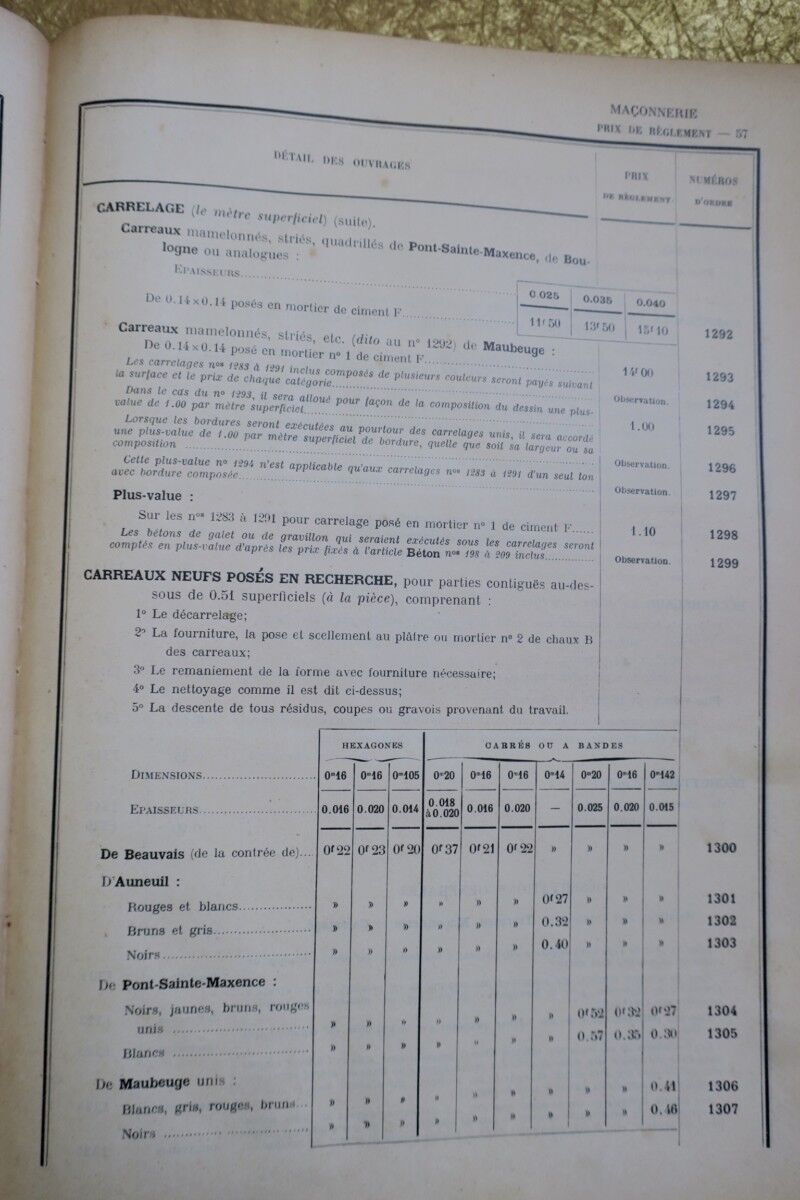 MAÇONNERIE
PRIX DE RÈGLEMENT — 57
DÉTAIL DES OUVRAGES
PRIX
DE RÈGLEMENT
NUMÉROS
D'ORDRE
CARRELAGE (le mètre superficiel) (suite).
Carreaux mamelonnés, striés, quadrillés de Pont-Sainte-Maxence, de Bou-
logne ou analogues :
EPAISSEURS
0.025 0.035 0.040
De 0.14×0.14 posés en mortier de ciment F 11f50 13f50 15f10 1292
Carreaux mamelonnés, striés, etc. (dito au n° 1292) de Maubeuge :
De 0.14×0.14 posé en mortier n° 1 de ciment F 14f00 1293
Les carrelages nos 1283 à 1291 inclus composés de plusieurs couleurs seront payés suivant
la surface et le prix de chaque catégorie Observation. 1294
Dans le cas du n° 1293, il sera alloué pour façon de la composition du dessin une plus-
value de 1.00 par mètre superficiel 1.00 1295
Lorsque les bordures seront exécutées au pourtour des carrelages unis, il sera accordé
une plus-value de 1.00 par mètre superficiel de bordure, quelle que soit sa largeur ou sa
composition Observation. 1296
Cette plus-value n° 1294 n'est applicable qu'aux carrelages nos 1283 à 1291 d'un seul ton
avec bordure composée Observation. 1297
Plus-value :
Sur les nos 1283 à 1291 pour carrelage posé en mortier n° 1 de ciment F 1.10 1298
Les bétons de galet ou de gravillon qui seraient exécutés sous les carrelages seront
comptés en plus-value d'après les prix fixés à l'article Béton nos 198 à 209 inclus Observation. 1299
CARREAUX NEUFS POSÉS EN RECHERCHE, pour parties contiguës au-des-
sous de 0.51 superficiels (à la pièce), comprenant :
1° Le décarrelage;
2° La fourniture, la pose et scellement au plâtre ou mortier n° 2 de chaux B
des carreaux;
3° Le remaniement de la forme avec fourniture nécessaire;
4° Le nettoyage comme il est dit ci-dessus;
5° La descente de tous résidus, coupes ou gravois provenant du travail.
HEXAGONES CARRÉS OU A BANDES
DIMENSIONS 0m16 0m16 0m105 0m20 0m16 0m16 0m14 0m20 0m16 0m142
EPAISSEURS 0.016 0.020 0.014 0.018 à 0.020 0.016 0.020 — 0.025 0.020 0.015
De Beauvais (de la contrée de) 0f22 0f23 0f20 0f37 0f21 0f22 » » » » 1300
D'Auneuil :
Rouges et blancs » » » » » » 0f27 » » » 1301
Bruns et gris » » » » » » 0.32 » » » 1302
Noirs » » » » » » 0.40 » » » 1303
De Pont-Sainte-Maxence :
Noirs, jaunes, bruns, rouges
unis » » » » » » » 0f52 0f32 0f27 1304
Blancs » » » » » » » 0.57 0.35 0.30 1305
De Maubeuge unis :
Blancs, gris, rouges, bruns » » » » » » » » » 0.41 1306
Noirs » » » » » » » » » 0.46 1307